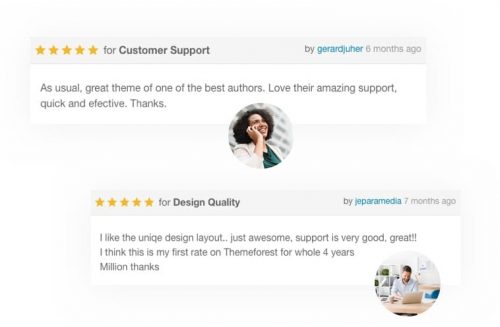 ★★★★★ for Customer Support by gerardjuher 6 months ago
As usual, great theme of one of the best authors. Love their amazing support,
quick and efective. Thanks.
★★★★★ for Design Quality by jeparamedia 7 months ago
I like the uniqe design layout.. just awesome, support is very good, great!!
I think this is my first rate on Themeforest for whole 4 years
Million thanks